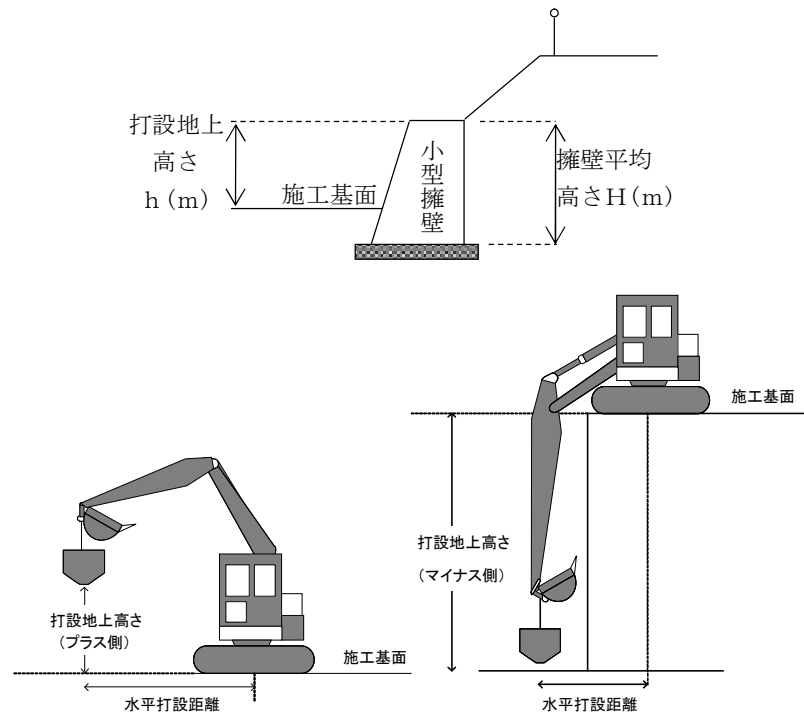 打設地上
高さ
h(m)
施工基面
小型擁壁
擁壁平均
高さH(m)
施工基面
打設地上高さ
(マイナス側)
打設地上高さ
(プラス側)
施工基面
水平打設距離
水平打設距離